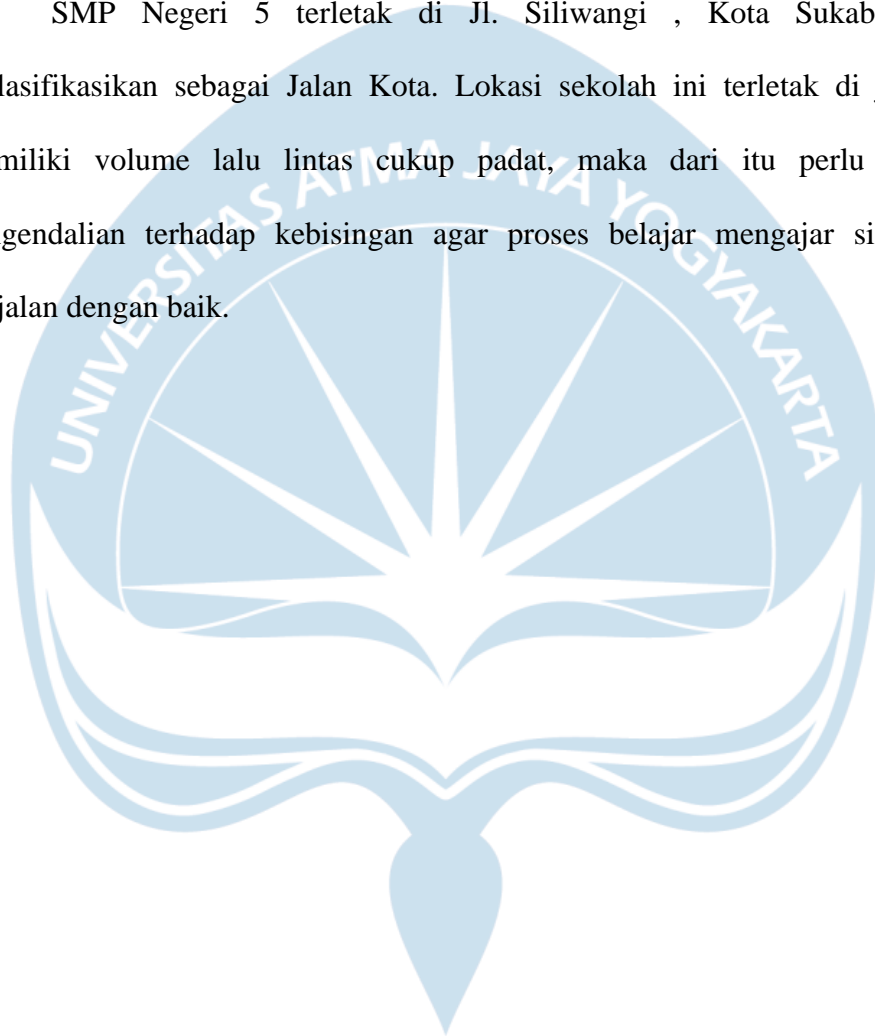 SMP Negeri 5 terletak di Jl. Siliwangi , Kota Sukab
lasifikasikan sebagai Jalan Kota. Lokasi sekolah ini terletak di
miliki volume lalu lintas cukup padat, maka dari itu perlu
ngendalian terhadap kebisingan agar proses belajar mengajar si
jalan dengan baik.
UNIVERSITAS ATMA JAYA YOGYAKARTA